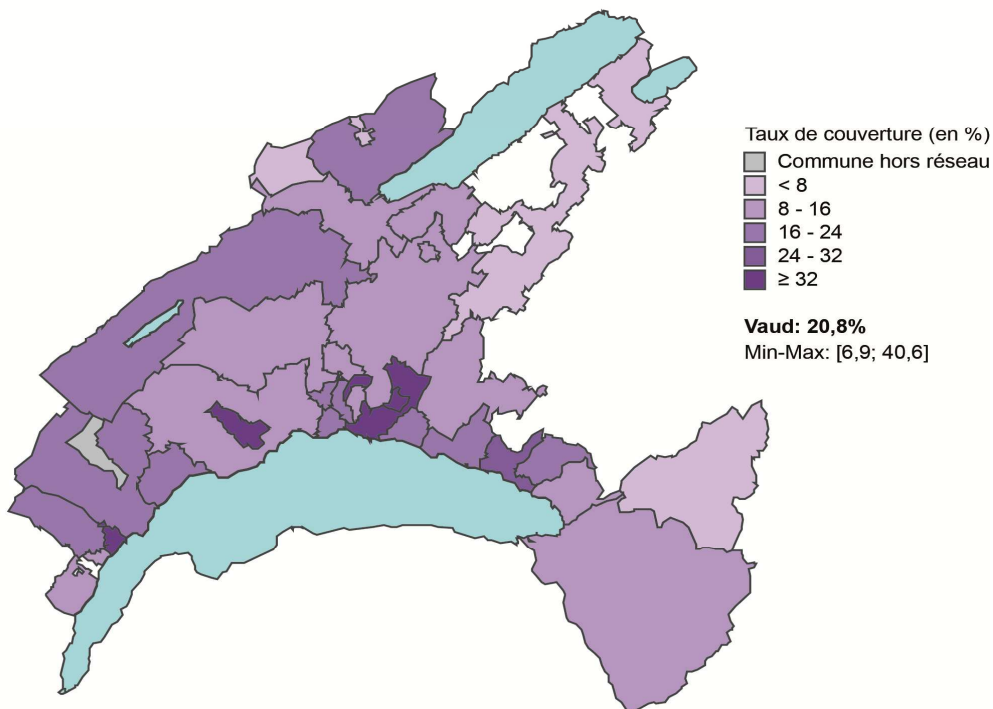 Taux de couverture (en %)
Commune hors réseau
< 8
8 - 16
16 - 24
24 - 32
≥ 32
Vaud: 20,8%
Min-Max: [6,9; 40,6]